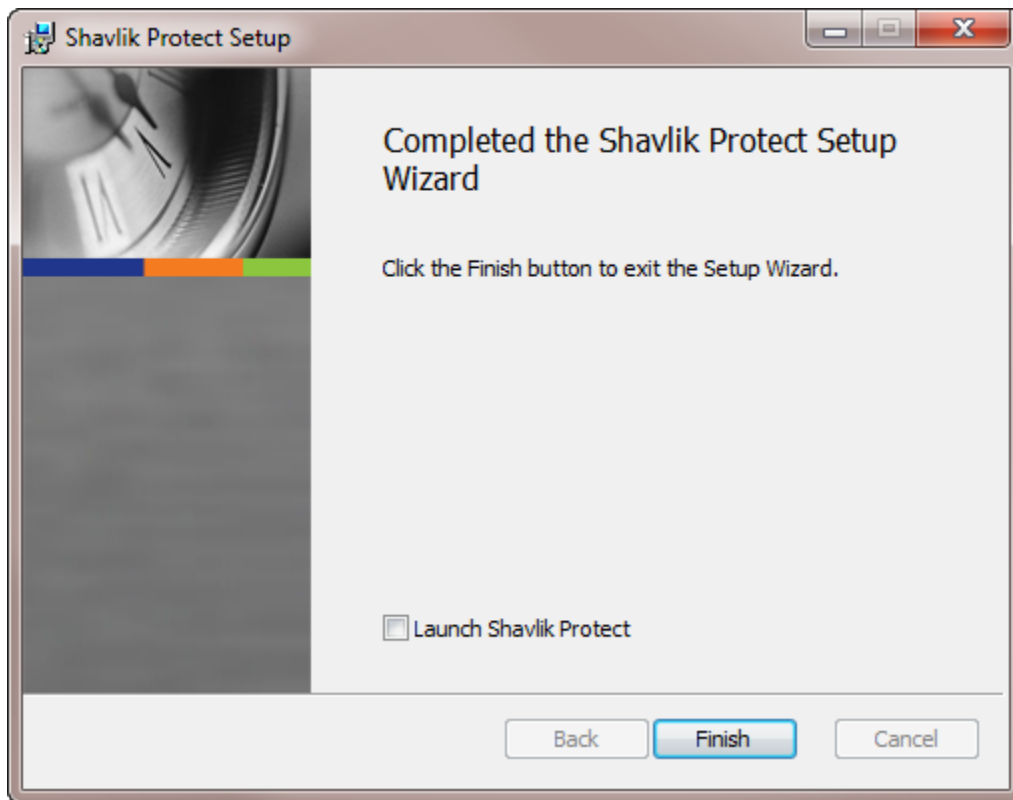 Shavlik Protect Setup
Completed the Shavlik Protect Setup
Wizard
Click the Finish button to exit the Setup Wizard.
Launch Shavlik Protect
Back Finish Cancel